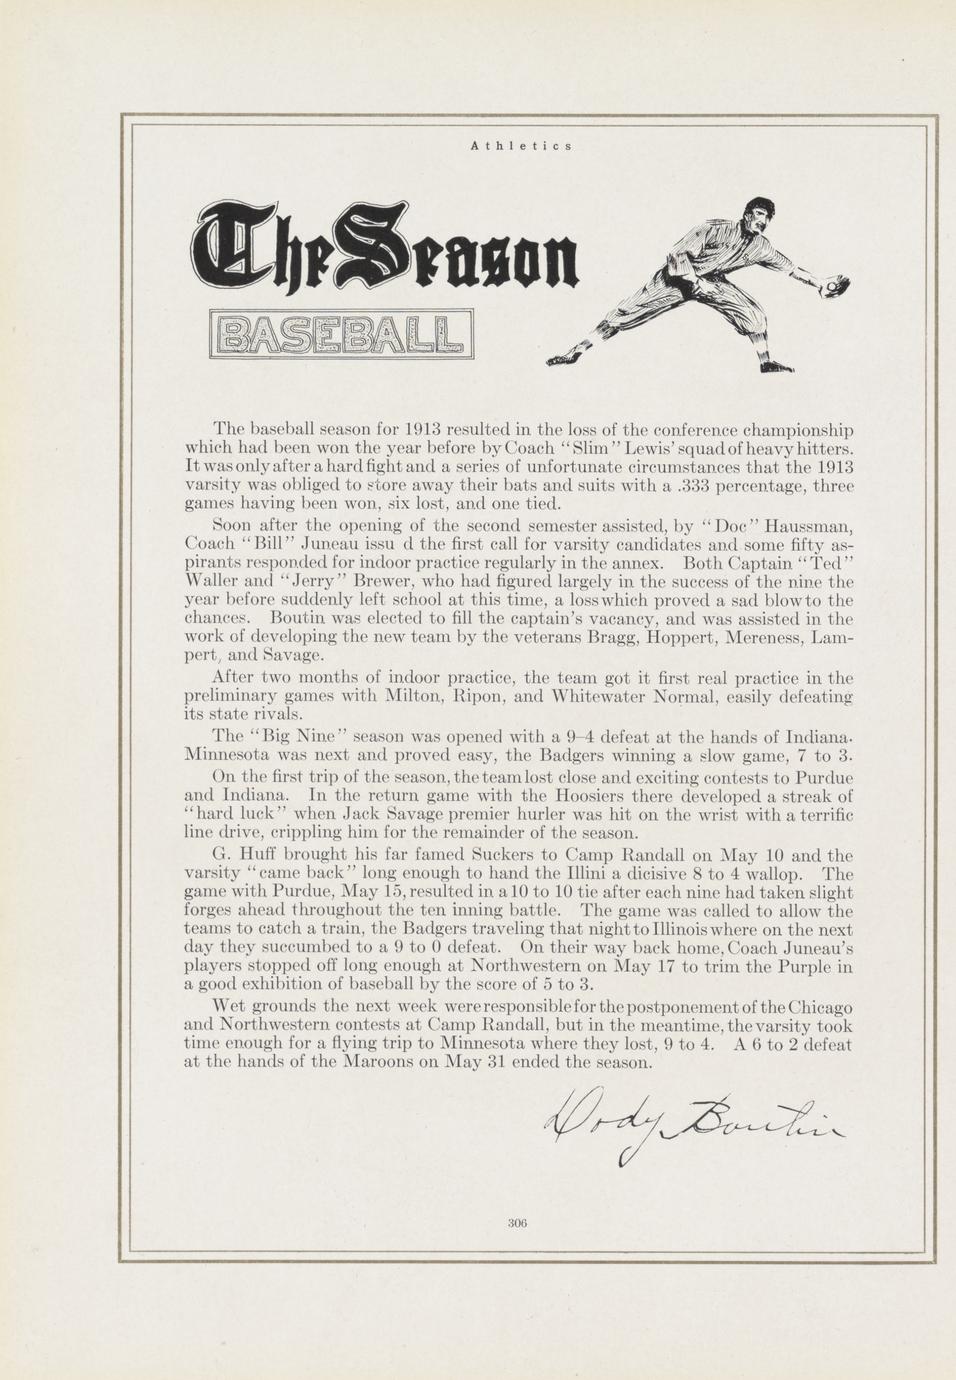 Athletics
The Season
BASEBALL
The baseball season for 1913 resulted in the loss of the conference championship
which had been won the year before by Coach “Slim” Lewis’ squad of heavy hitters.
It was only after a hard fight and a series of unfortunate circumstances that the 1913
varsity was obliged to store away their bats and suits with a .333 percentage, three
games having been won, six lost, and one tied.
Soon after the opening of the second semester assisted, by “Doc” Haussman,
Coach “Bill” Juneau issu d the first call for varsity candidates and some fifty as-
pirants responded for indoor practice regularly in the annex. Both Captain “Ted”
Waller and “Jerry” Brewer, who had figured largely in the success of the nine the
year before suddenly left school at this time, a loss which proved a sad blow to the
chances. Boutin was elected to fill the captain’s vacancy, and was assisted in the
work of developing the new team by the veterans Bragg, Hoppert, Mereness, Lam-
pert, and Savage.
After two months of indoor practice, the team got it first real practice in the
preliminary games with Milton, Ripon, and Whitewater Normal, easily defeating
its state rivals.
The “Big Nine” season was opened with a 9–4 defeat at the hands of Indiana.
Minnesota was next and proved easy, the Badgers winning a slow game, 7 to 3.
On the first trip of the season, the team lost close and exciting contests to Purdue
and Indiana. In the return game with the Hoosiers there developed a streak of
“hard luck” when Jack Savage premier hurler was hit on the wrist with a terrific
line drive, crippling him for the remainder of the season.
G. Huff brought his far famed Suckers to Camp Randall on May 10 and the
varsity “came back” long enough to hand the Illini a dicisive 8 to 4 wallop. The
game with Purdue, May 15, resulted in a 10 to 10 tie after each nine had taken slight
forges ahead throughout the ten inning battle. The game was called to allow the
teams to catch a train, the Badgers traveling that night to Illinois where on the next
day they succumbed to a 9 to 0 defeat. On their way back home, Coach Juneau’s
players stopped off long enough at Northwestern on May 17 to trim the Purple in
a good exhibition of baseball by the score of 5 to 3.
Wet grounds the next week were responsible for the postponement of the Chicago
and Northwestern contests at Camp Randall, but in the meantime, the varsity took
time enough for a flying trip to Minnesota where they lost, 9 to 4. A 6 to 2 defeat
at the hands of the Maroons on May 31 ended the season.
Dody Boutin
306